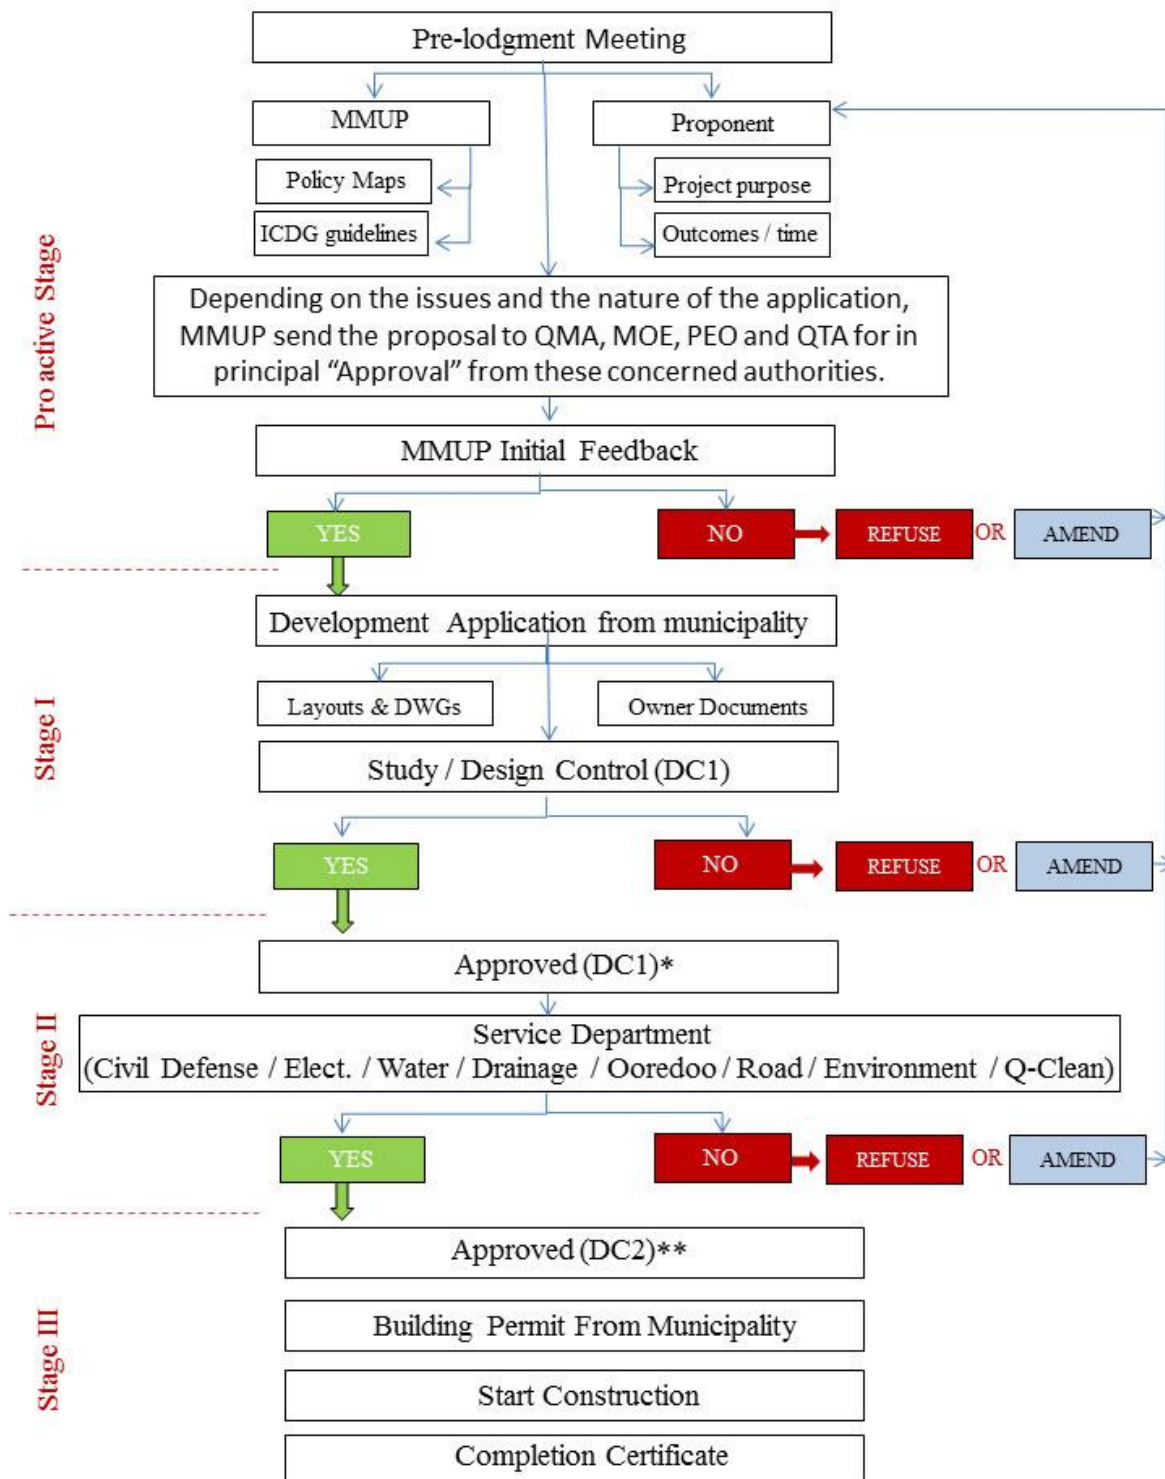 Pre-lodgment Meeting
MMUP
Proponent
Policy Maps
Project purpose
ICDG guidelines
Outcomes / time
Pro active Stage
Depending on the issues and the nature of the application,
MMUP send the proposal to QMA, MOE, PEO and QTA for in
principal “Approval” from these concerned authorities.
MMUP Initial Feedback
YES
NO
REFUSE
OR
AMEND
Development Application from municipality
Stage I
Layouts & DWGs
Owner Documents
Study / Design Control (DC1)
YES
NO
REFUSE
OR
AMEND
Approved (DC1)*
Stage II
Service Department
(Civil Defense / Elect. / Water / Drainage / Ooredoo / Road / Environment / Q-Clean)
YES
NO
REFUSE
OR
AMEND
Approved (DC2)**
Stage III
Building Permit From Municipality
Start Construction
Completion Certificate